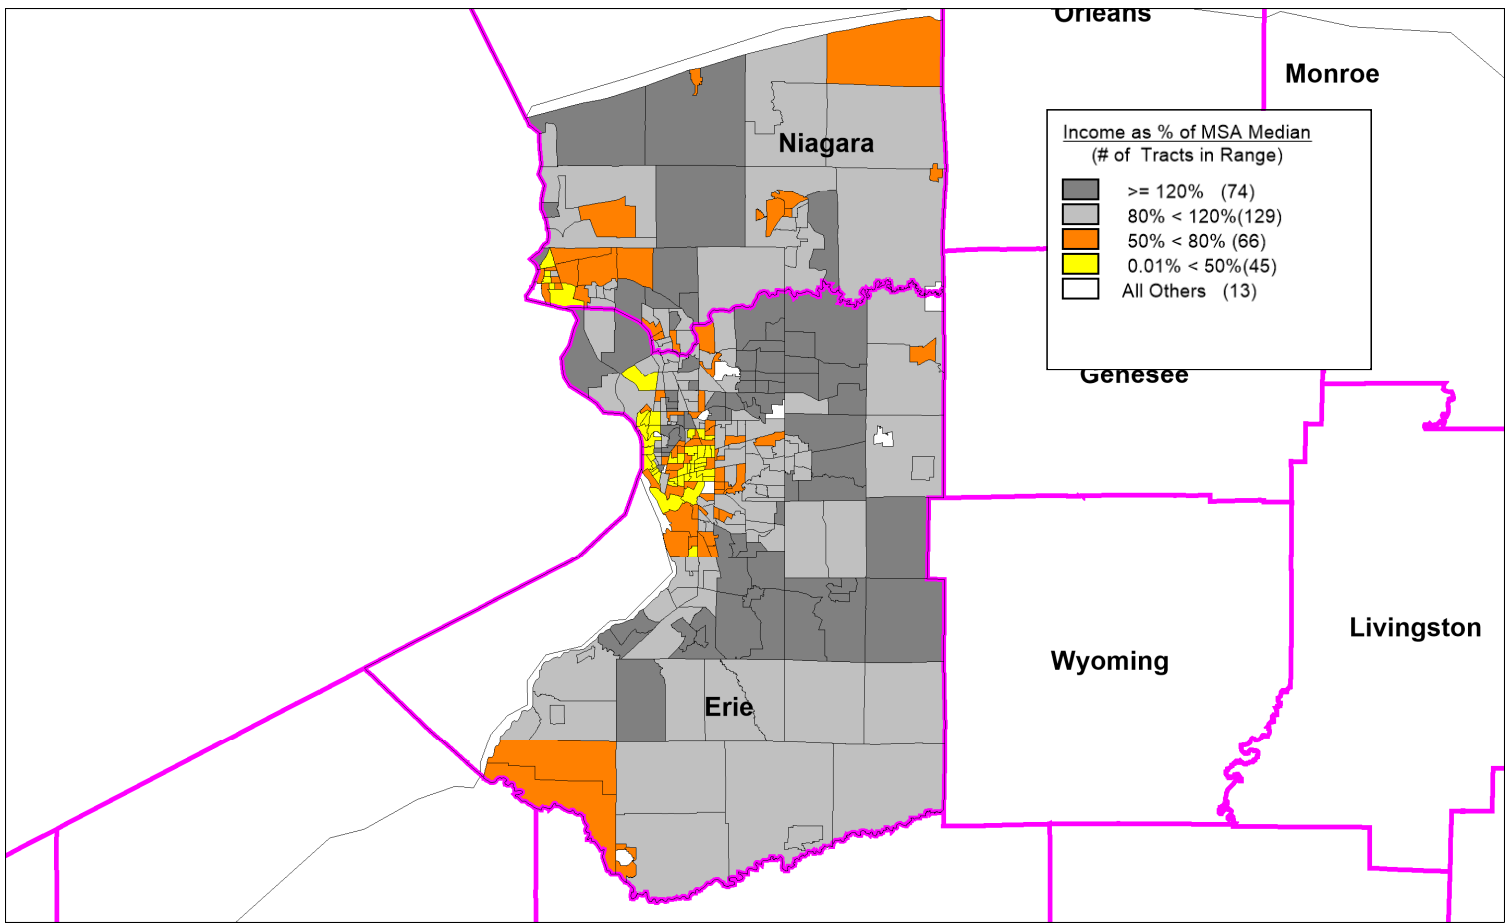 Orleans
Monroe
Niagara
Income as % of MSA Median
(# of Tracts in Range)
>= 120% (74)
80% < 120%(129)
50% < 80% (66)
0.01% < 50%(45)
All Others (13)
Genesee
Livingston
Wyoming
Erie